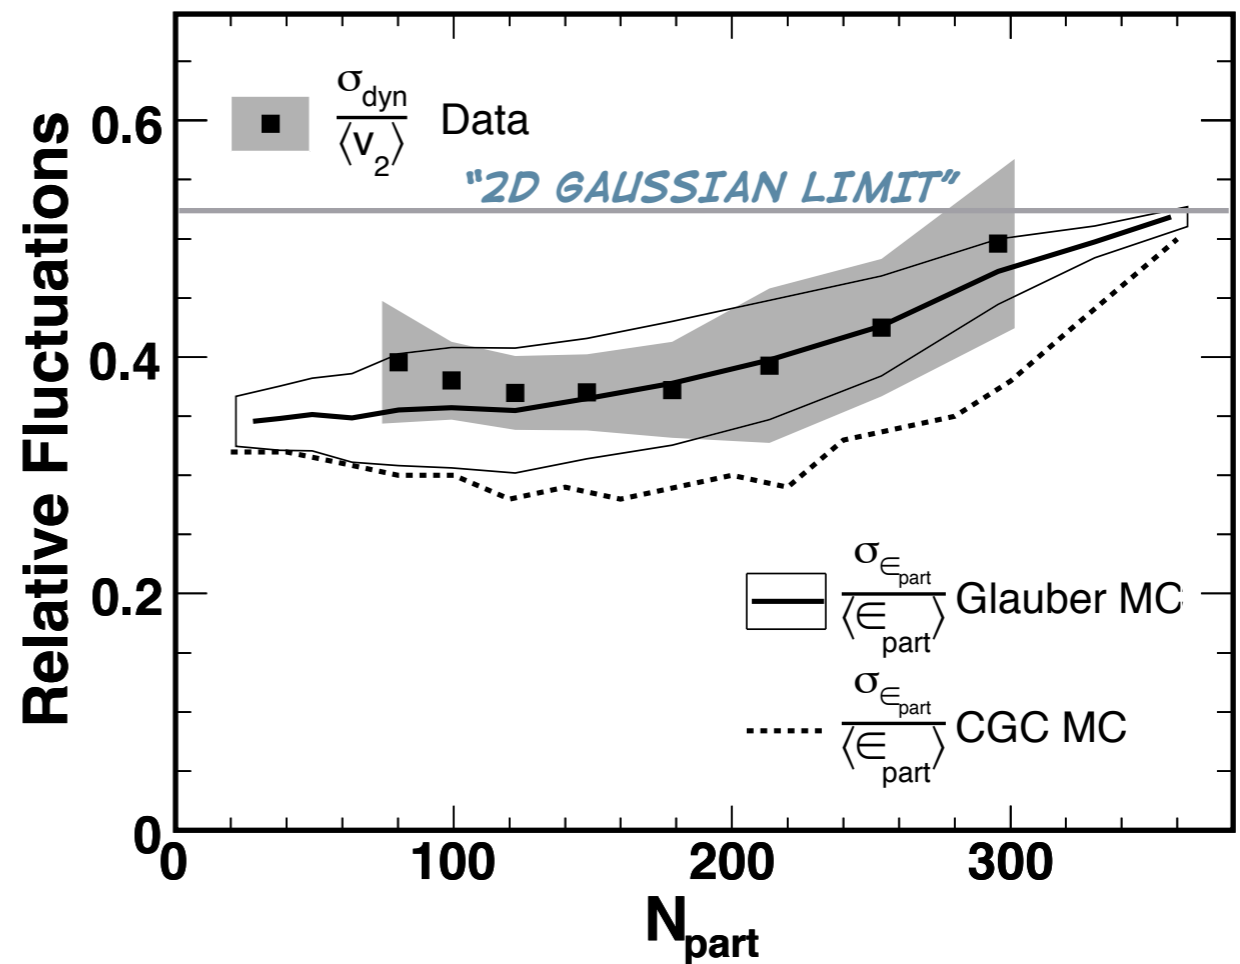 Relative Fluctuations
0.6
0.4
0.2
0
σdyn
⟨v2⟩
Data
“2D GAUSSIAN LIMIT”
σ∈part
⟨∈part⟩
Glauber MC
σ∈part
⟨∈part⟩
CGC MC
0 100 200 300
Npart